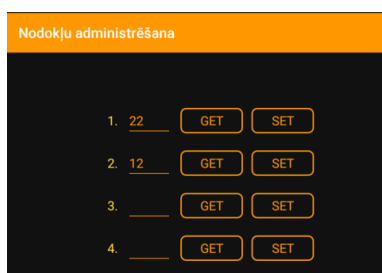 Nodokļu administrēšana
1. 22 GET SET
2. 12 GET SET
3. GET SET
4. GET SET